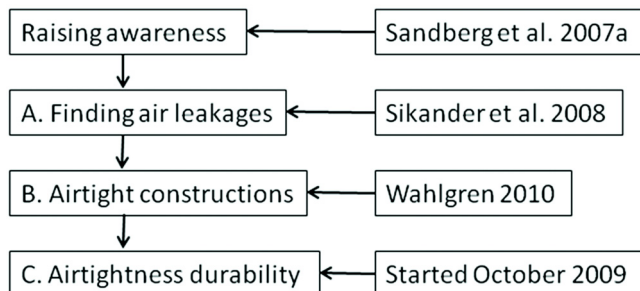 Raising awareness
Sandberg et al. 2007a
A. Finding air leakages
Sikander et al. 2008
B. Airtight constructions
Wahlgren 2010
C. Airtightness durability
Started October 2009